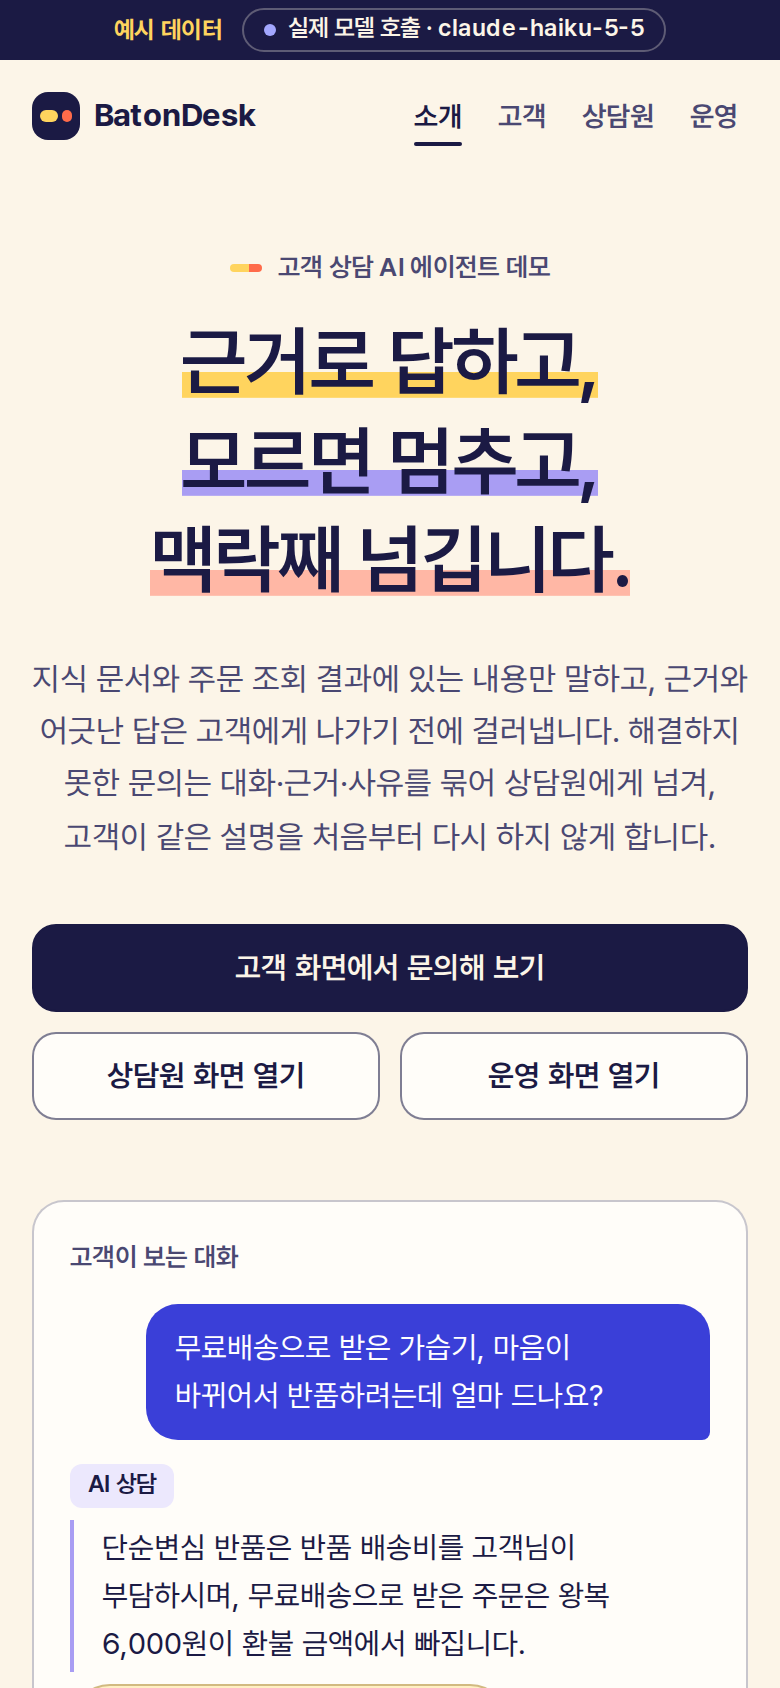 예시 데이터
실제 모델 호출 · claude-haiku-5-5
BatonDesk
소개 고객 상담원 운영
고객 상담 AI 에이전트 데모
근거로 답하고,
모르면 멈추고,
맥락째 넘깁니다.
지식 문서와 주문 조회 결과에 있는 내용만 말하고, 근거와
어긋난 답은 고객에게 나가기 전에 걸러냅니다. 해결하지
못한 문의는 대화·근거·사유를 묶어 상담원에게 넘겨,
고객이 같은 설명을 처음부터 다시 하지 않게 합니다.
고객 화면에서 문의해 보기
상담원 화면 열기
운영 화면 열기
고객이 보는 대화
무료배송으로 받은 가습기, 마음이
바뀌어서 반품하려는데 얼마 드나요?
AI 상담
단순변심 반품은 반품 배송비를 고객님이
부담하시며, 무료배송으로 받은 주문은 왕복
6,000원이 환불 금액에서 빠집니다.